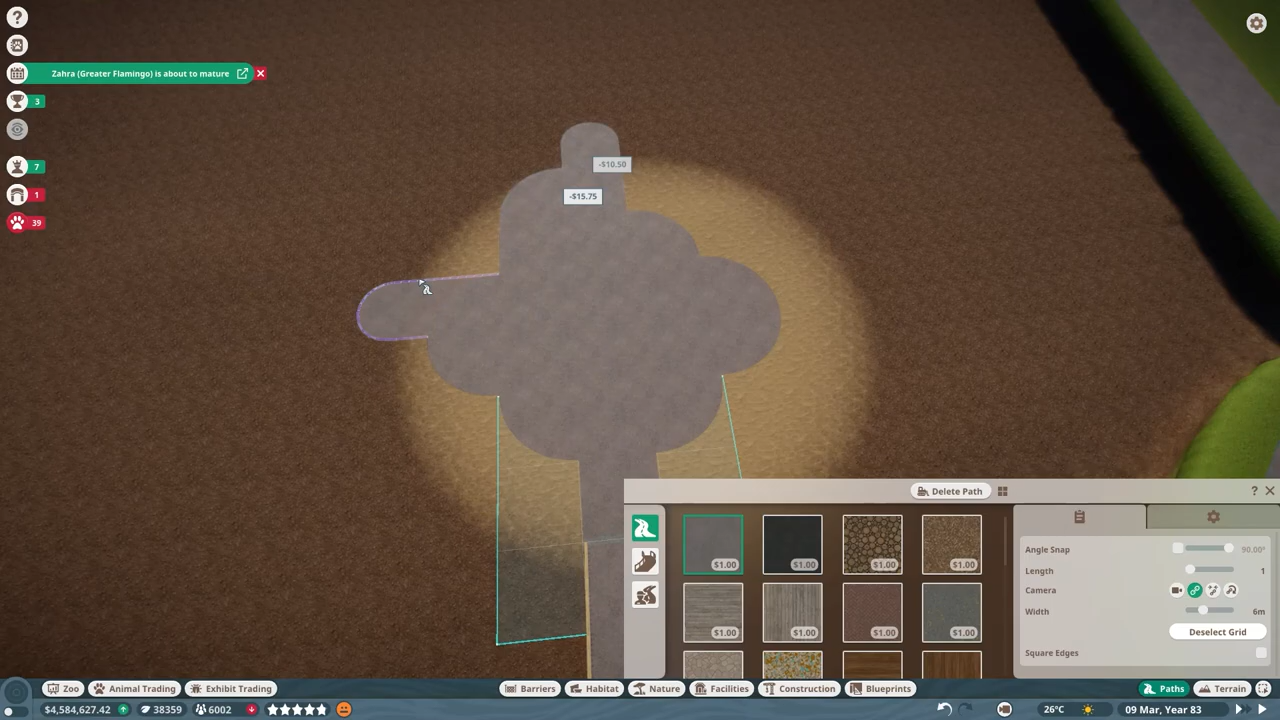 ?
Zahra (Greater Flamingo) is about to mature
3
7
1
39
-$10.50
-$15.75
Delete Path
?
$1.00 $1.00 $1.00 $1.00
$1.00 $1.00 $1.00 $1.00
Angle Snap 90.00°
Length 1
Camera
Width 6m
Deselect Grid
Square Edges
Zoo Animal Trading Exhibit Trading Barriers Habitat Nature Facilities Construction Blueprints Paths Terrain
$4,584,627.42 38359 6002 26°C 09 Mar, Year 83